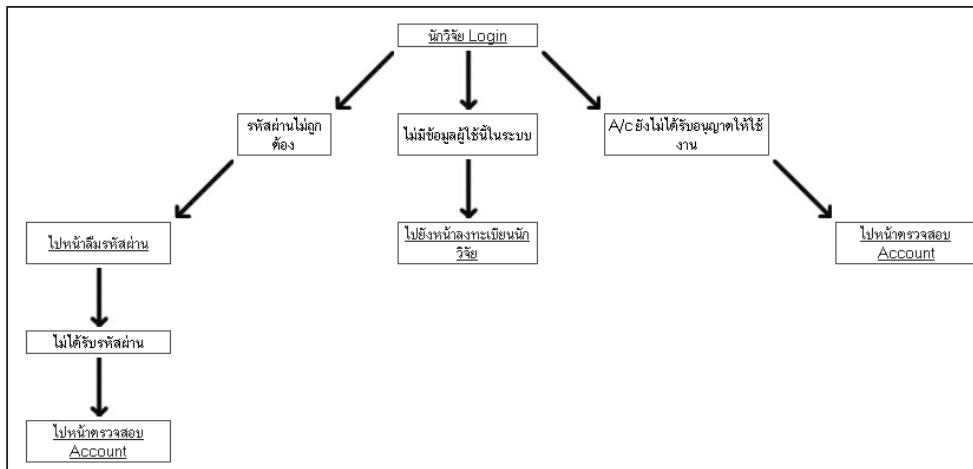 นักวิจัย Login
รหัสผ่านไม่ถูก
ต้อง
ไม่มีข้อมูลผู้ใช้นี้ในระบบ
A/c ยังไม่ได้รับอนุญาตให้ใช้
งาน
ไปหน้าลืมรหัสผ่าน
ไปยังหน้าลงทะเบียนนัก
วิจัย
ไปหน้าตรวจสอบ
Account
ไม่ได้รับรหัสผ่าน
ไปหน้าตรวจสอบ
Account